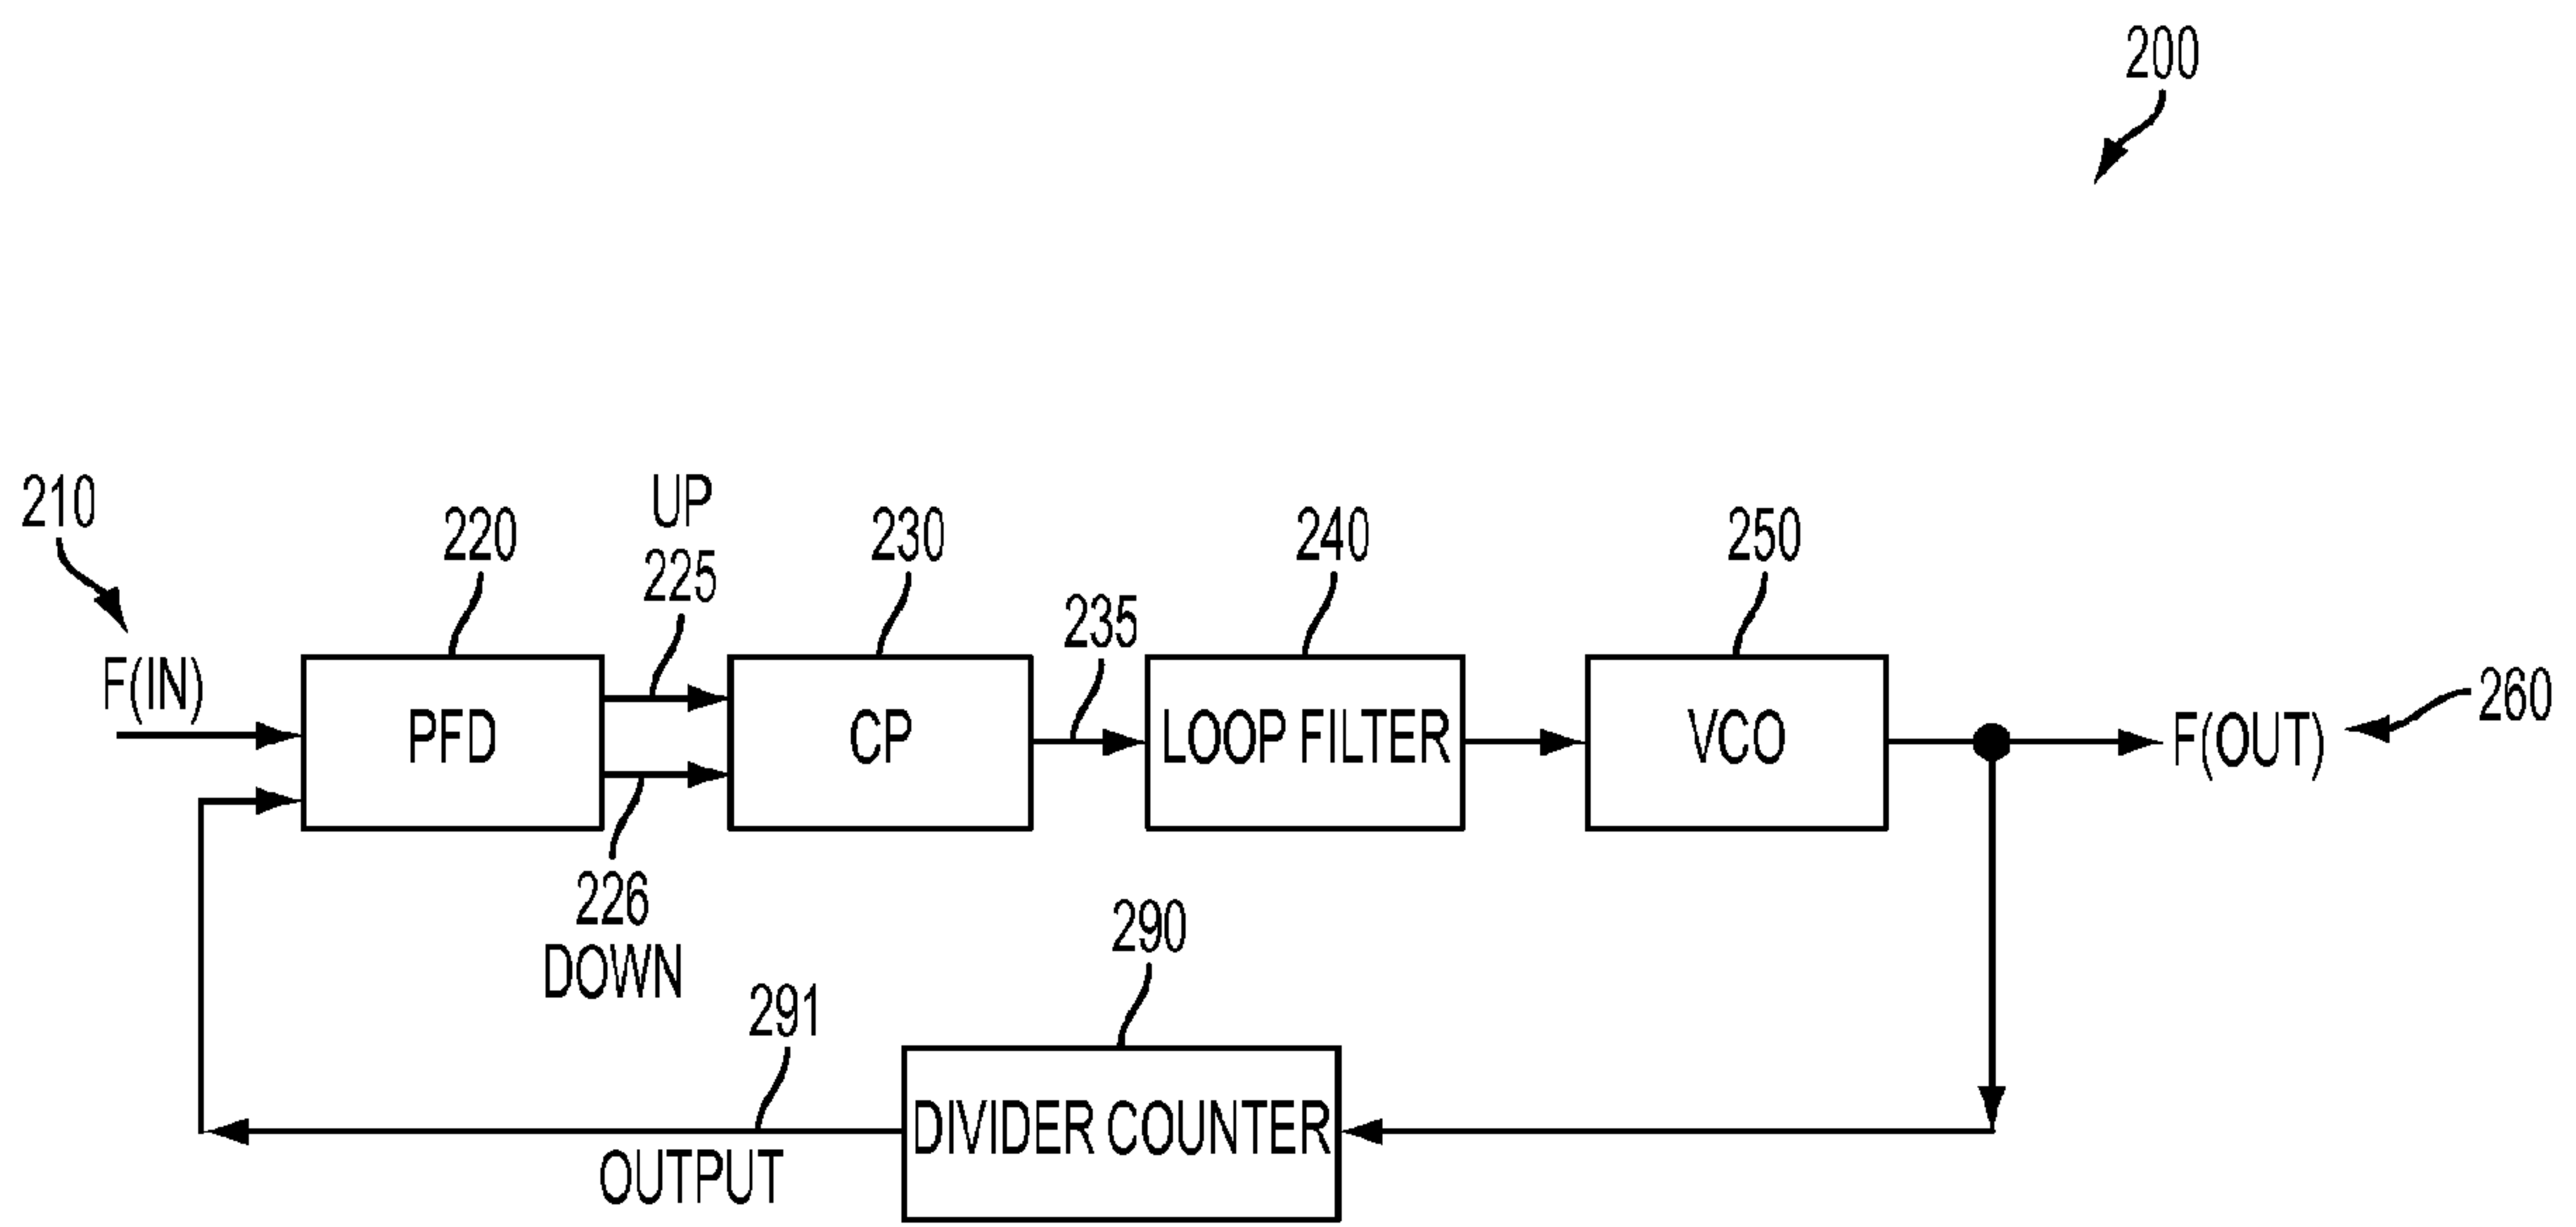 200
210
UP
220
225
230
235
240
250
260
F(IN)
PFD
CP
LOOP FILTER
VCO
F(OUT)
226
DOWN
290
291
DIVIDER COUNTER
OUTPUT